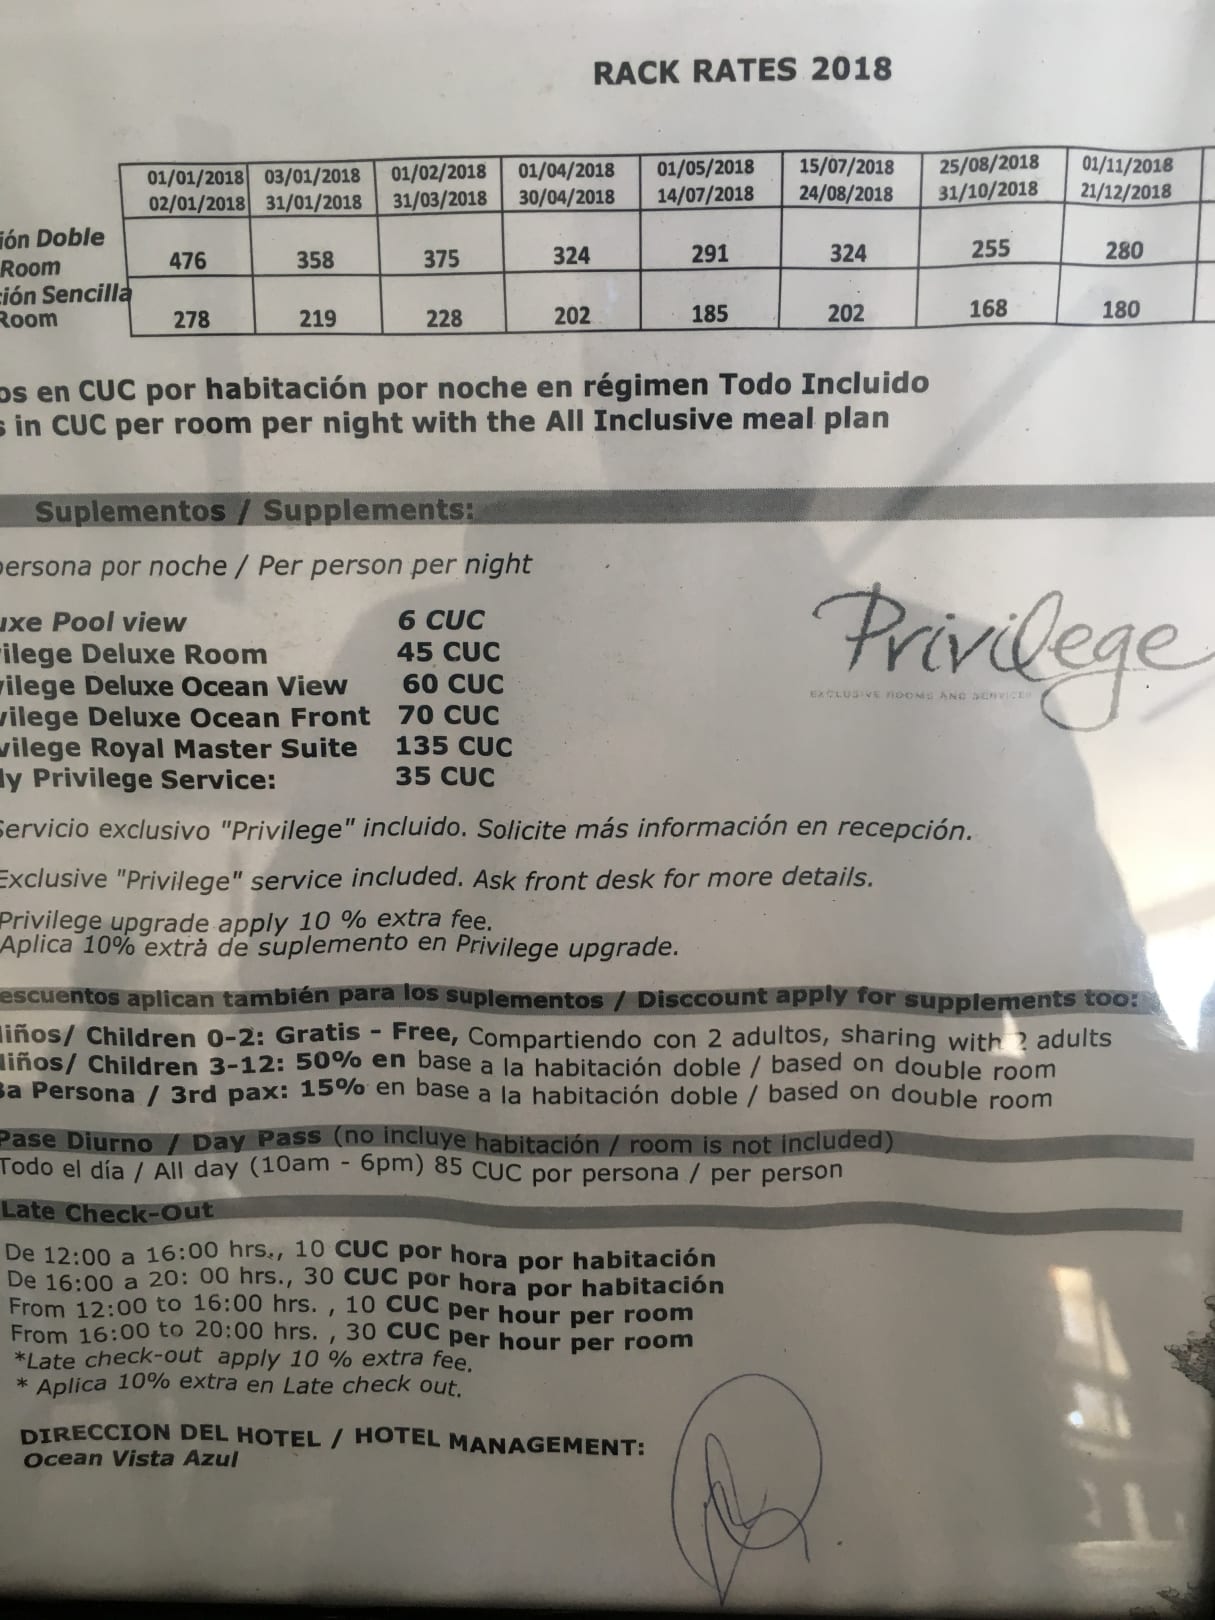 RACK RATES 2018
01/01/2018 03/01/2018 01/02/2018 01/04/2018 01/05/2018 15/07/2018 25/08/2018 01/11/2018
02/01/2018 31/01/2018 31/03/2018 30/04/2018 14/07/2018 24/08/2018 31/10/2018 21/12/2018
ión Doble
Room 476 358 375 324 291 324 255 280
ción Sencilla
Room 278 219 228 202 185 202 168 180
os en CUC por habitación por noche en régimen Todo Incluido
s in CUC per room per night with the All Inclusive meal plan
Suplementos / Supplements:
persona por noche / Per person per night
uxe Pool view 6 CUC
ilege Deluxe Room 45 CUC
vilege Deluxe Ocean View 60 CUC
vilege Deluxe Ocean Front 70 CUC
vilege Royal Master Suite 135 CUC
ly Privilege Service: 35 CUC
Privilege
EXCLUSIVE ROOMS AND SERVICES
Servicio exclusivo "Privilege" incluido. Solicite más información en recepción.
Exclusive "Privilege" service included. Ask front desk for more details.
Privilege upgrade apply 10 % extra fee.
Aplica 10% extra de suplemento en Privilege upgrade.
escuentos aplican también para los suplementos / Disccount apply for supplements too:
liños/ Children 0-2: Gratis - Free, Compartiendo con 2 adultos, sharing with 2 adults
liños/ Children 3-12: 50% en base a la habitación doble / based on double room
3a Persona / 3rd pax: 15% en base a la habitación doble / based on double room
Pase Diurno / Day Pass (no incluye habitación / room is not included)
Todo el día / All day (10am - 6pm) 85 CUC por persona / per person
Late Check-Out
De 12:00 a 16:00 hrs., 10 CUC por hora por habitación
De 16:00 a 20: 00 hrs., 30 CUC por hora por habitación
From 12:00 to 16:00 hrs. , 10 CUC per hour per room
From 16:00 to 20:00 hrs. , 30 CUC per hour per room
*Late check-out apply 10 % extra fee.
* Aplica 10% extra en Late check out.
DIRECCION DEL HOTEL / HOTEL MANAGEMENT:
Ocean Vista Azul